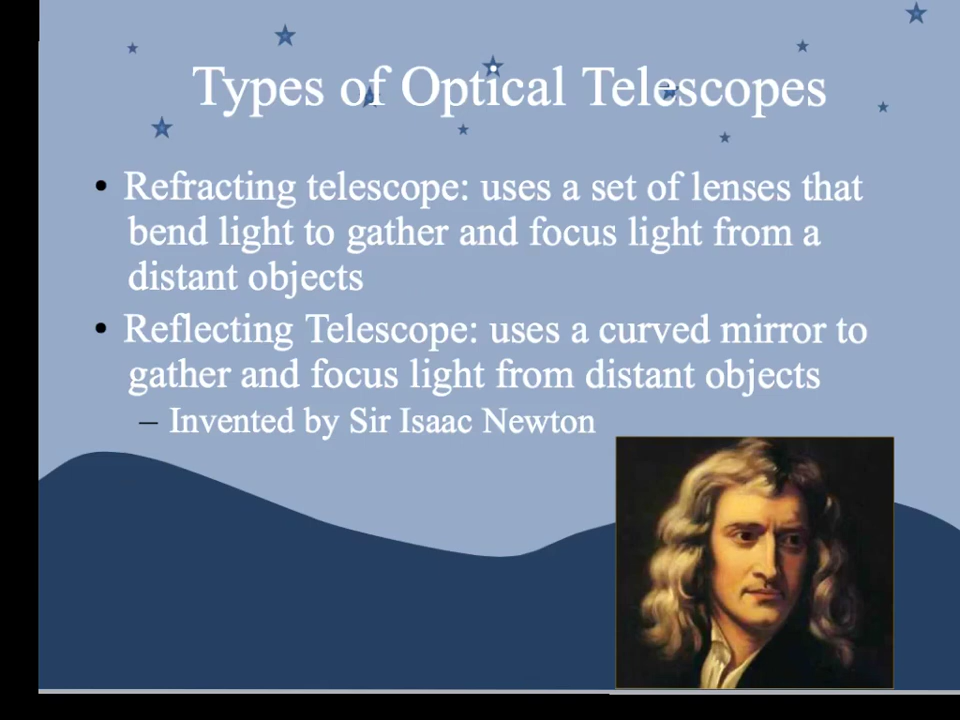 Types of Optical Telescopes
• Refracting telescope: uses a set of lenses that
bend light to gather and focus light from a
distant objects
• Reflecting Telescope: uses a curved mirror to
gather and focus light from distant objects
– Invented by Sir Isaac Newton